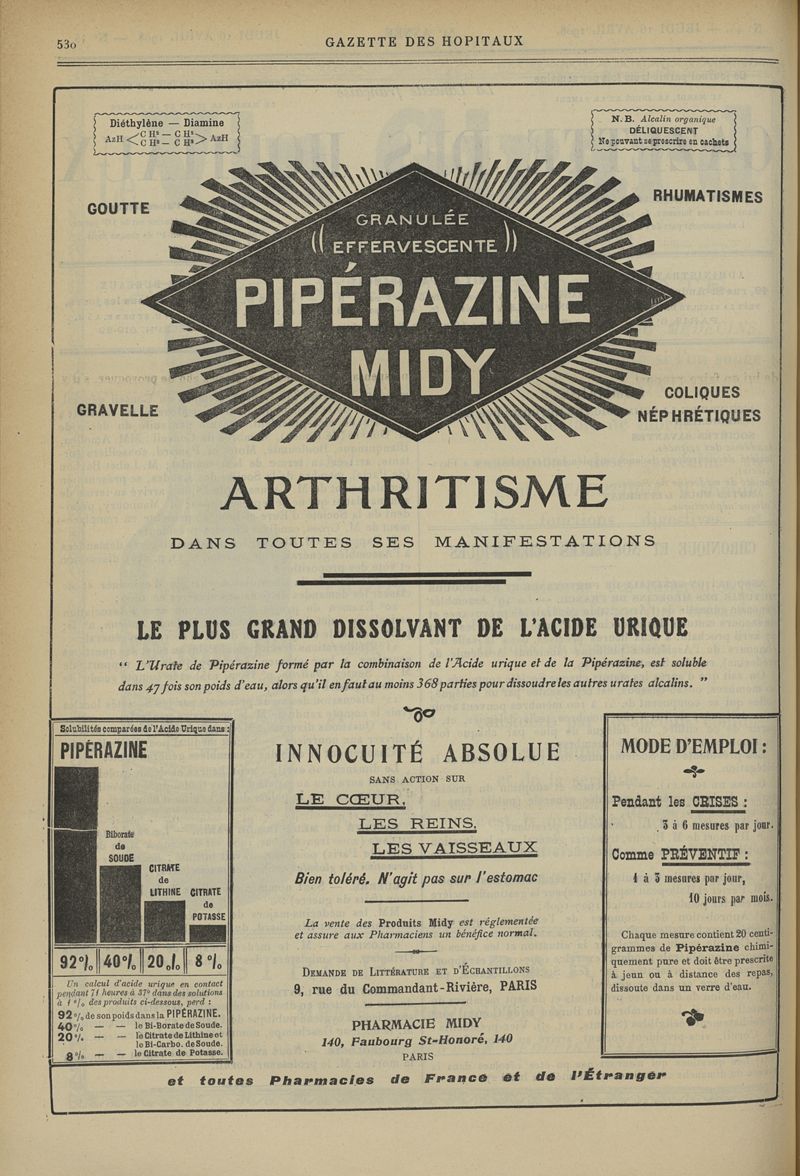 530
GAZETTE DES HOPITAUX
Diéthylène — Diamine
AzH < C H² — C H² > AzH
C H² — C H²
N. B. Alcalin organique
DÉLIQUESCENT
Ne pouvant se prescrire en cachets
GOUTTE
RHUMATISMES
GRANULÉE
(( EFFERVESCENTE ))
PIPÉRAZINE
MIDY
GRAVELLE
COLIQUES
NÉPHRÉTIQUES
ARTHRITISME
DANS TOUTES SES MANIFESTATIONS
LE PLUS GRAND DISSOLVANT DE L'ACIDE URIQUE
“ L'Urate de Pipérazine formé par la combinaison de l'Acide urique et de la Pipérazine, est soluble
dans 47 fois son poids d'eau, alors qu'il en faut au moins 368 parties pour dissoudre les autres urates alcalins. ”
Solubilités comparées de l'Acide Urique dans :
PIPÉRAZINE
Biborate
de
SOUDE
CITRATE
de
LITHINE
CITRATE
de
POTASSE
92% 40% 20% 8%
Un calcul d'acide urique en contact
pendant 71 heures à 37° dans des solutions
à 1 % des produits ci-dessous, perd :
92% de son poids dans la PIPÉRAZINE.
40% — — le Bi-Borate de Soude.
20% — — le Citrate de Lithine et
le Bi-Carbo. de Soude.
8% — — le Citrate de Potasse.
INNOCUITÉ ABSOLUE
SANS ACTION SUR
LE CŒUR,
LES REINS,
LES VAISSEAUX
Bien toléré. N'agit pas sur l'estomac
La vente des Produits Midy est réglementée
et assure aux Pharmaciens un bénéfice normal.
DEMANDE DE LITTÉRATURE ET D'ÉCHANTILLONS
9, rue du Commandant-Rivière, PARIS
PHARMACIE MIDY
140, Faubourg St-Honoré, 140
PARIS
MODE D'EMPLOI :
Pendant les CRISES :
3 à 6 mesures par jour.
Comme PRÉVENTIF :
1 à 3 mesures par jour,
10 jours par mois.
Chaque mesure contient 20 centi-
grammes de Pipérazine chimi-
quement pure et doit être prescrite
à jeun ou à distance des repas,
dissoute dans un verre d'eau.
et toutes Pharmacies de France et de l'Étranger